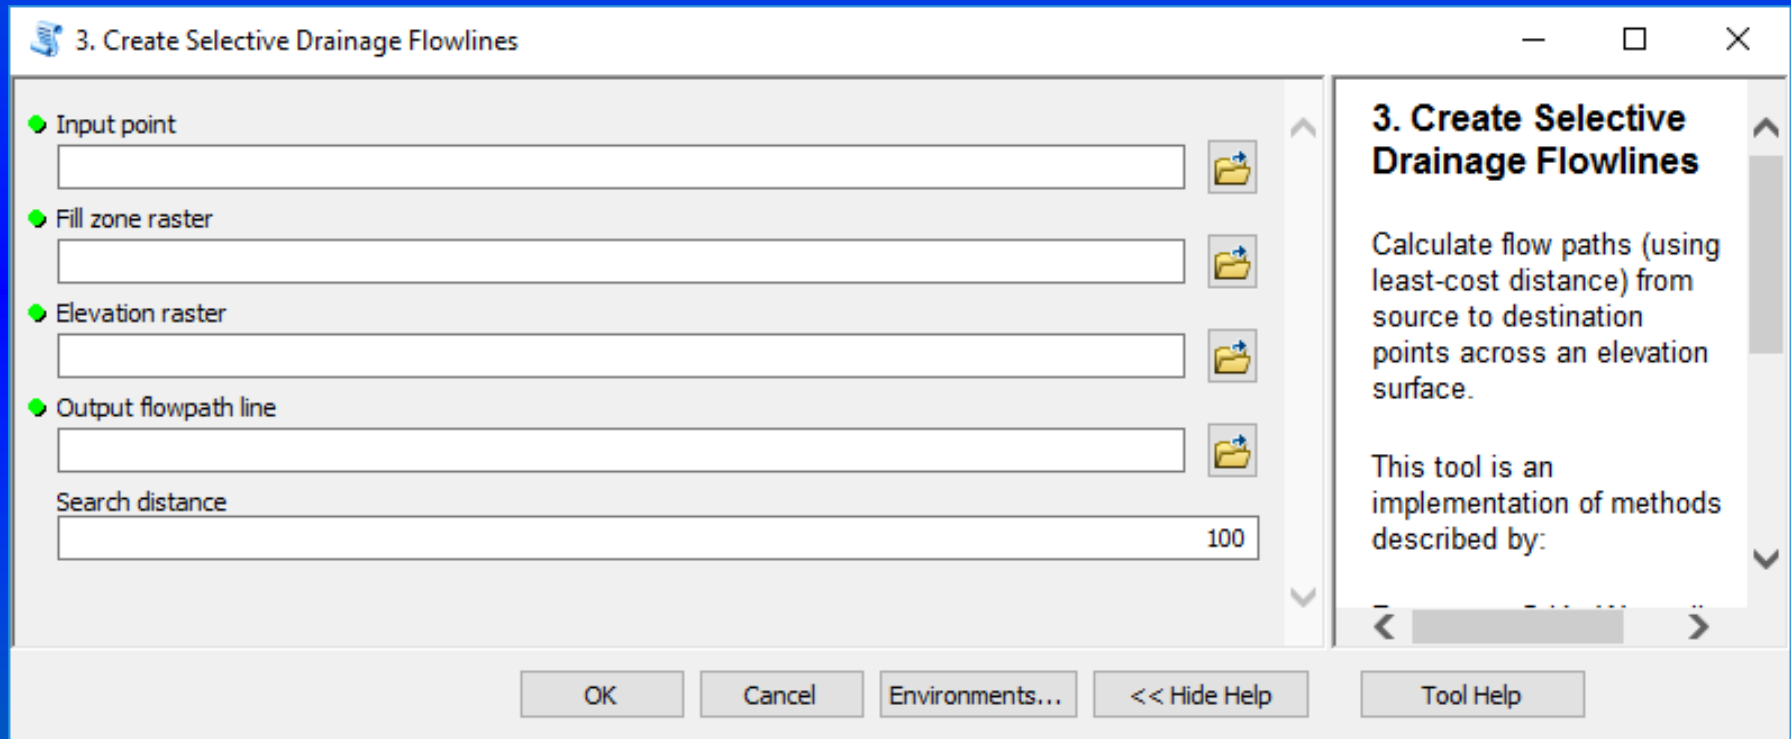 3. Create Selective Drainage Flowlines
Input point
Fill zone raster
Elevation raster
Output flowpath line
Search distance
100
3. Create Selective
Drainage Flowlines
Calculate flow paths (using
least-cost distance) from
source to destination
points across an elevation
surface.
This tool is an
implementation of methods
described by:
OK
Cancel
Environments...
<< Hide Help
Tool Help